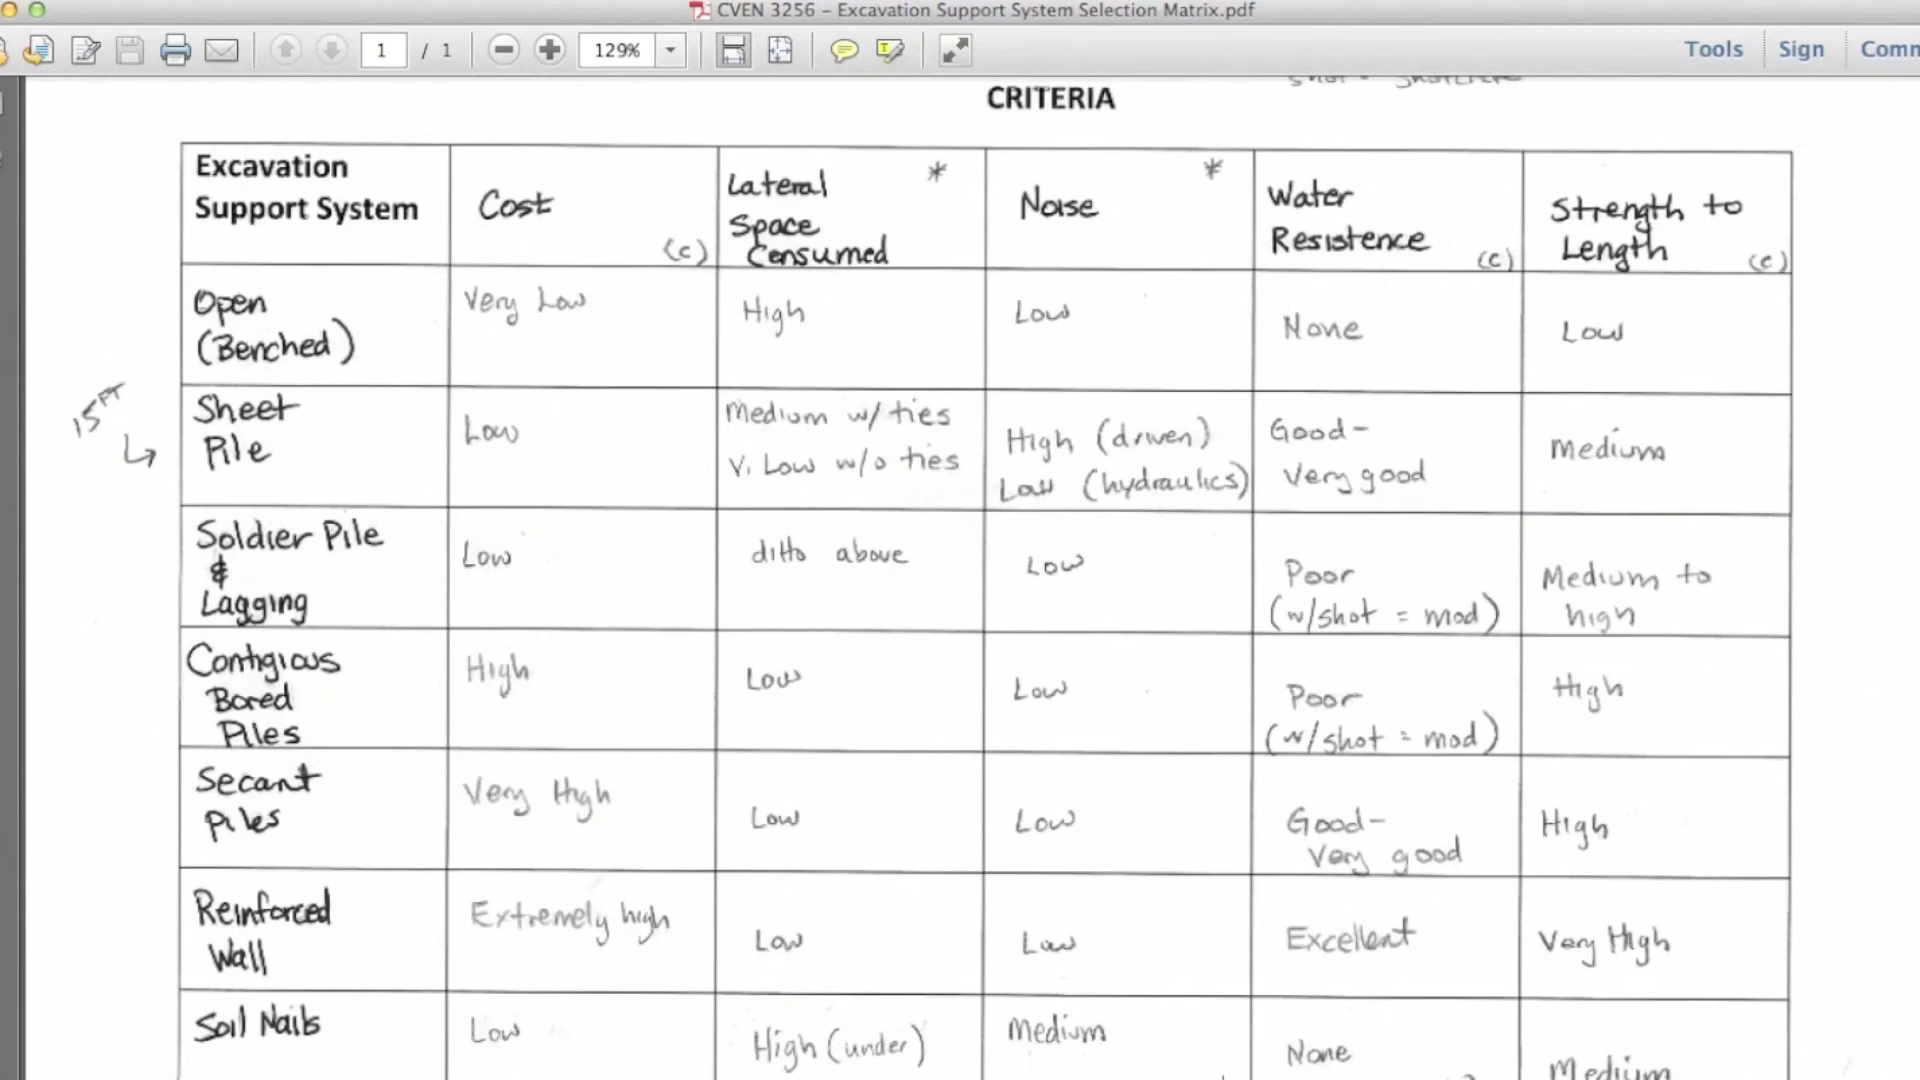 CVEN 3256 – Excavation Support System Selection Matrix.pdf
1 / 1 129% Tools Sign Comm
CRITERIA
Excavation
Support System
Cost
(c)
Lateral *
Space
Consumed
Noise *
Water
Resistence (c)
Strength to
Length (c)
Open
(Benched)
Very Low
High
Low
None
Low
15 FT
Sheet
Pile
Low
Medium w/ ties
V. Low w/o ties
High (driven)
Low (hydraulics)
Good-
Very good
Medium
Soldier Pile
&
Lagging
Low
ditto above
Low
Poor
(w/shot = mod)
Medium to
high
Contigious
Bored
Piles
High
Low
Low
Poor
(w/shot = mod)
High
Secant
Piles
Very High
Low
Low
Good-
Very good
High
Reinforced
Wall
Extremely high
Low
Low
Excellent
Very High
Soil Nails
Low
High (under)
Medium
None
Medium